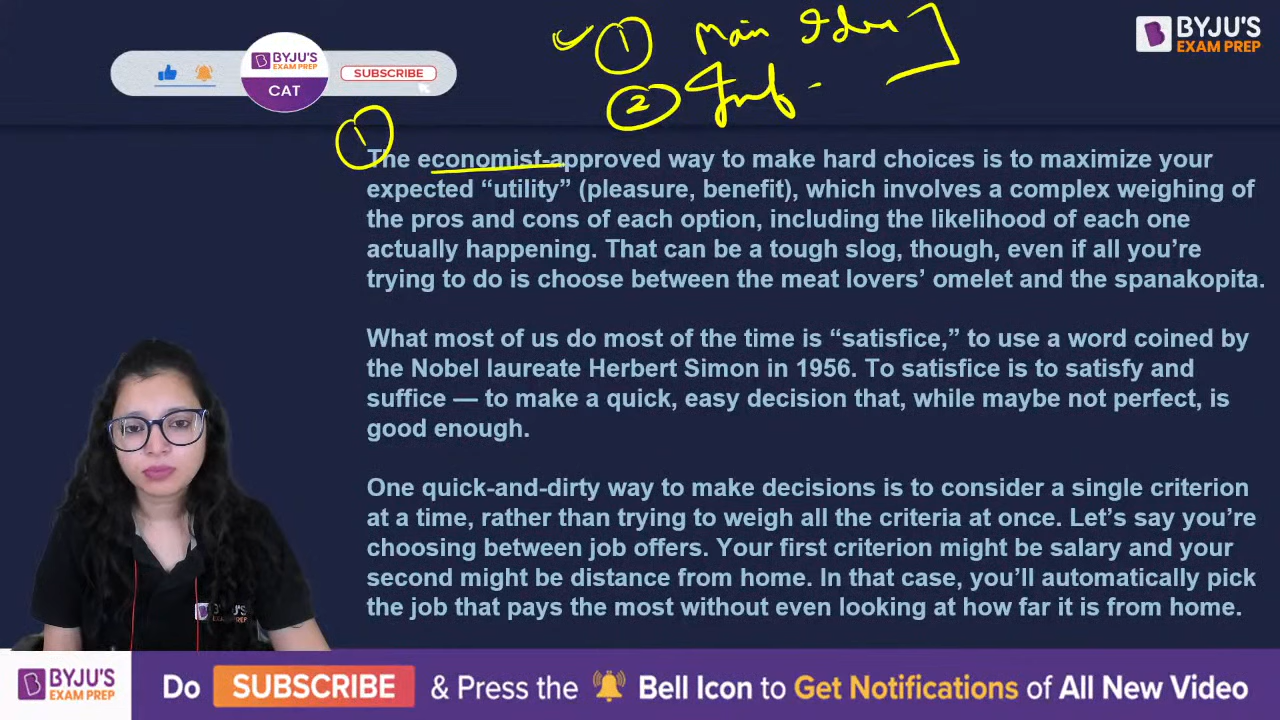 BYJU'S
EXAM PREP
CAT
SUBSCRIBE
① Main Idea
②
BYJU'S
EXAM PREP
①
The economist-approved way to make hard choices is to maximize your
expected “utility” (pleasure, benefit), which involves a complex weighing of
the pros and cons of each option, including the likelihood of each one
actually happening. That can be a tough slog, though, even if all you’re
trying to do is choose between the meat lovers’ omelet and the spanakopita.
What most of us do most of the time is “satisfice,” to use a word coined by
the Nobel laureate Herbert Simon in 1956. To satisfice is to satisfy and
suffice — to make a quick, easy decision that, while maybe not perfect, is
good enough.
One quick-and-dirty way to make decisions is to consider a single criterion
at a time, rather than trying to weigh all the criteria at once. Let’s say you’re
choosing between job offers. Your first criterion might be salary and your
second might be distance from home. In that case, you’ll automatically pick
the job that pays the most without even looking at how far it is from home.
BYJU'S
EXAM PREP
Do SUBSCRIBE & Press the Bell Icon to Get Notifications of All New Video